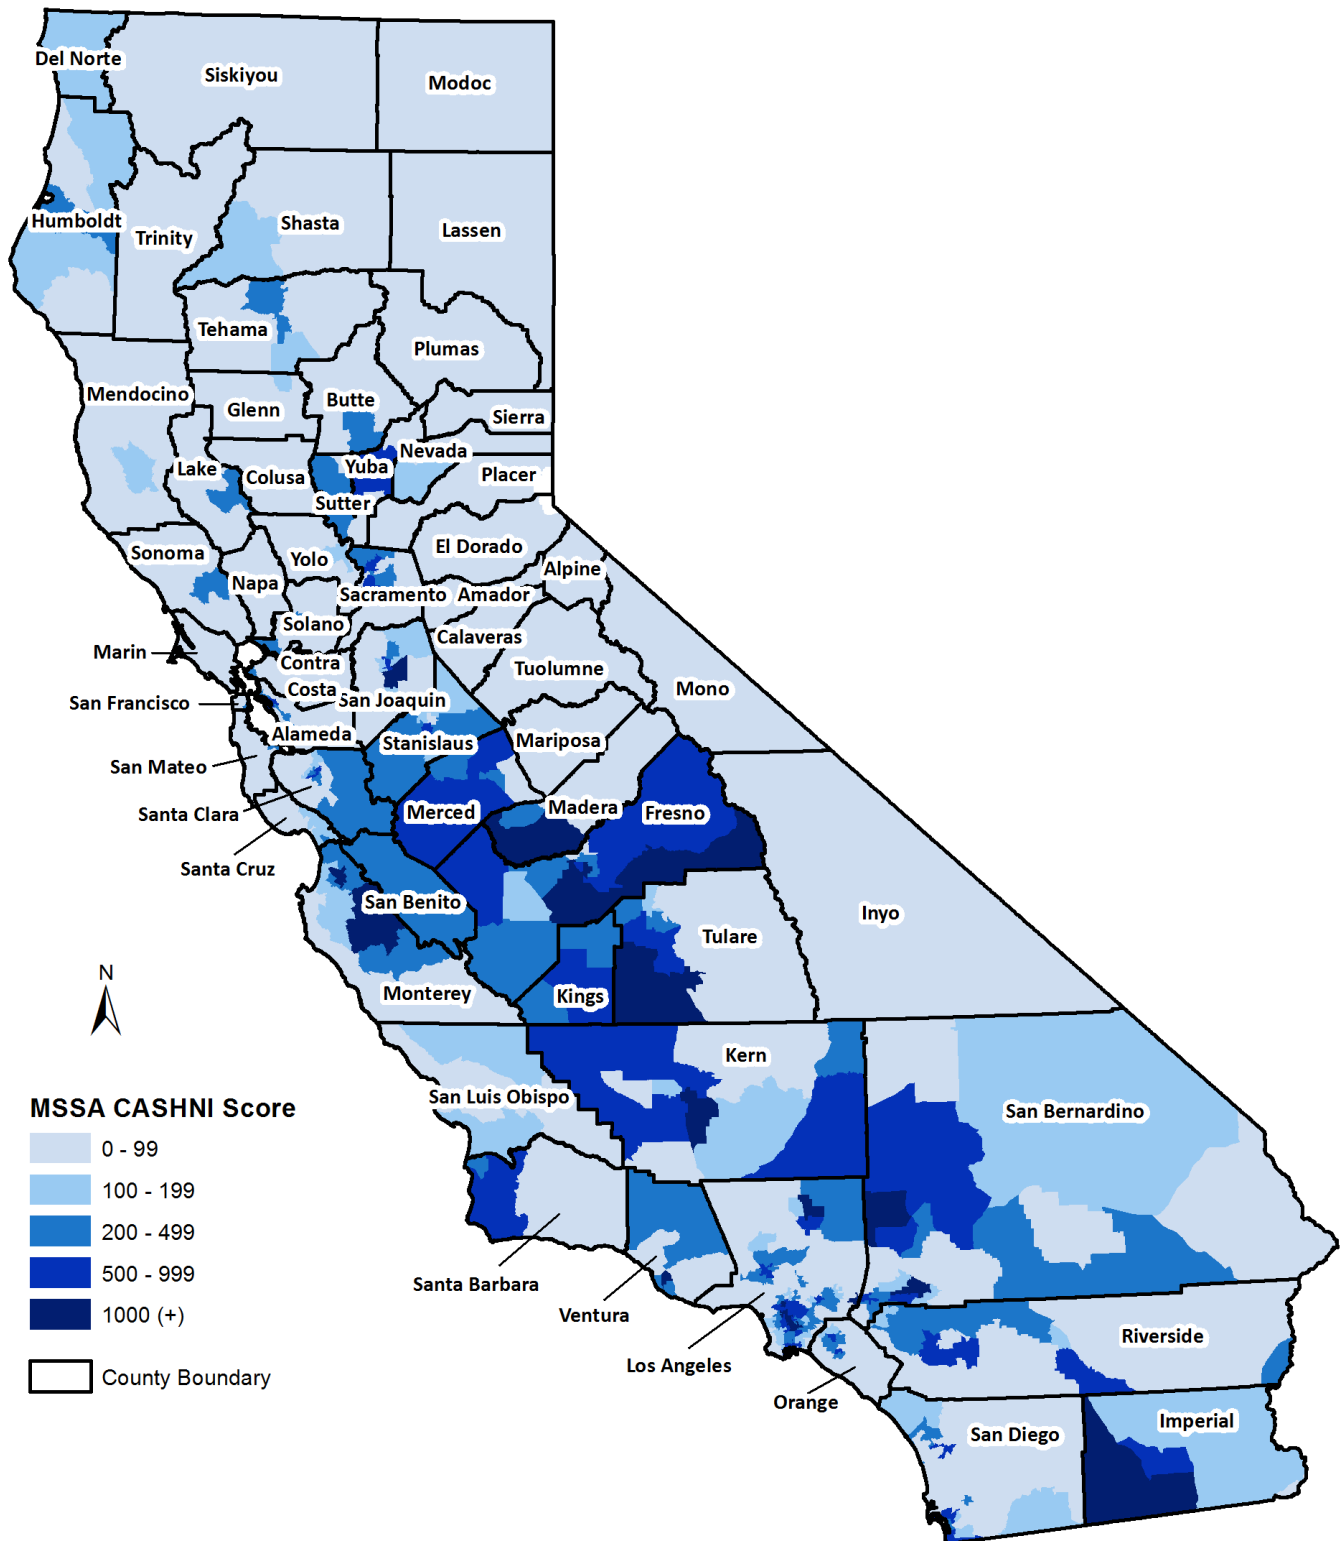 Del Norte
Siskiyou
Modoc
Humboldt
Trinity
Shasta
Lassen
Tehama
Plumas
Mendocino
Glenn
Butte
Sierra
Lake
Colusa
Yuba
Nevada
Placer
Sutter
Sonoma
Napa
Yolo
El Dorado
Alpine
Sacramento
Amador
Solano
Calaveras
Marin
Contra
Costa
San Joaquin
Tuolumne
Mono
San Francisco
Alameda
Stanislaus
Mariposa
San Mateo
Santa Clara
Merced
Madera
Fresno
Santa Cruz
San Benito
Inyo
Tulare
N
Monterey
Kings
Kern
San Luis Obispo
San Bernardino
MSSA CASHNI Score
0 - 99
100 - 199
200 - 499
500 - 999
1000 (+)
County Boundary
Santa Barbara
Ventura
Los Angeles
Orange
Riverside
San Diego
Imperial